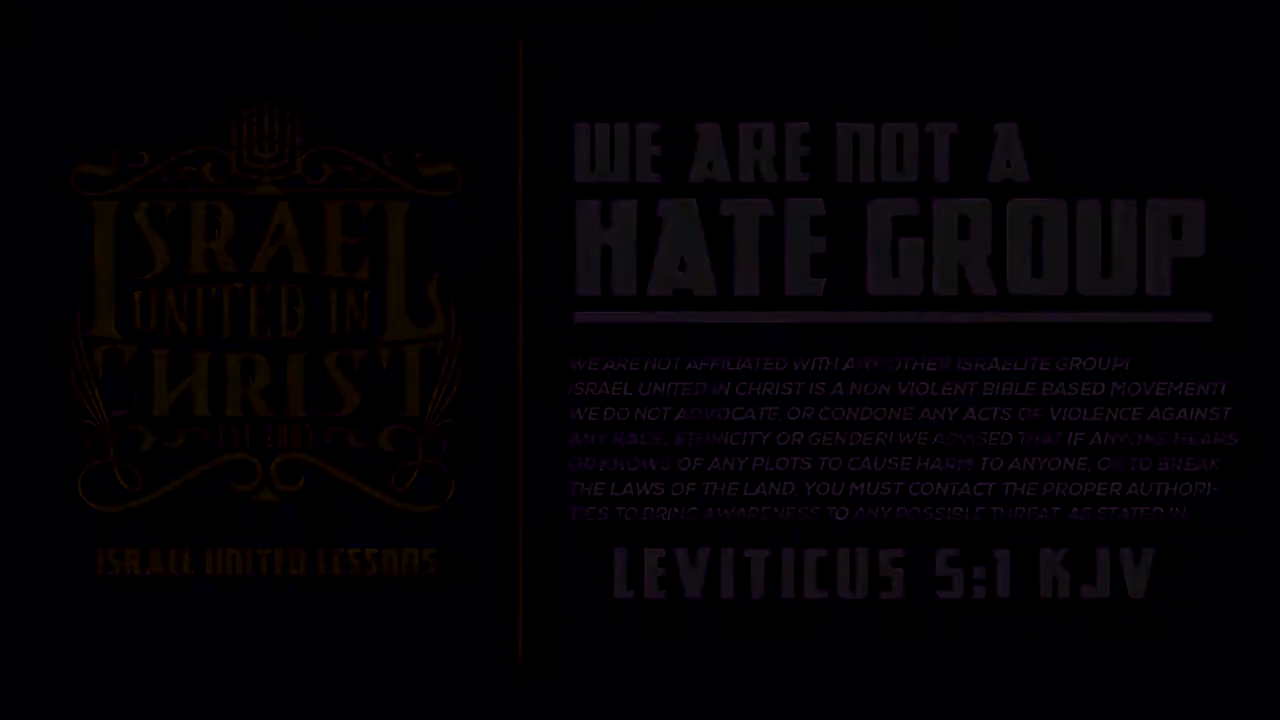 ISRAEL
UNITED IN
CHRIST
EST. 2003
ISRAEL UNITED LESSONS
WE ARE NOT A
HATE GROUP
WE ARE NOT AFFILIATED WITH ANY OTHER ISRAELITE GROUP!
ISRAEL UNITED IN CHRIST IS A NON VIOLENT BIBLE BASED MOVEMENT!
WE DO NOT ADVOCATE OR CONDONE ANY ACTS OF VIOLENCE AGAINST
ANY RACE, ETHNICITY OR GENDER! WE ADVISED THAT IF ANYONE HEARS
OR KNOWS OF ANY PLOTS TO CAUSE HARM TO ANYONE, OR TO BREAK
THE LAWS OF THE LAND, YOU MUST CONTACT THE PROPER AUTHORI-
TIES TO BRING AWARENESS TO ANY POSSIBLE THREAT, AS STATED IN
LEVITICUS 5:1 KJV